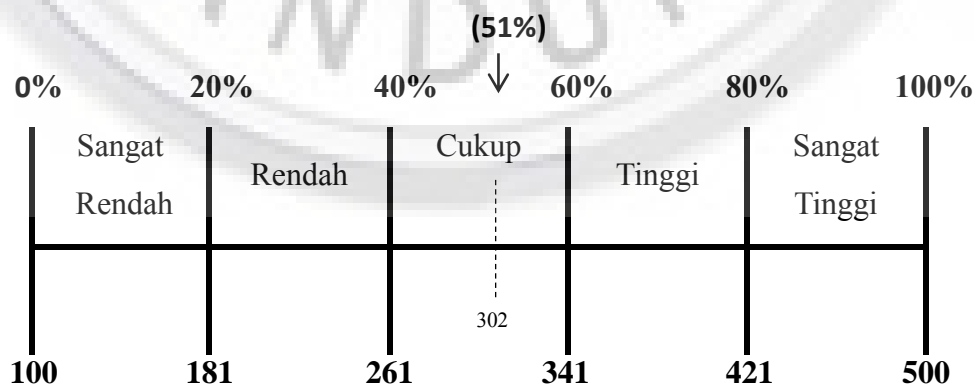 (51%)
0% 20% 40% 60% 80% 100%
Sangat Rendah
Rendah
Cukup
Tinggi
Sangat Tinggi
302
100 181 261 341 421 500